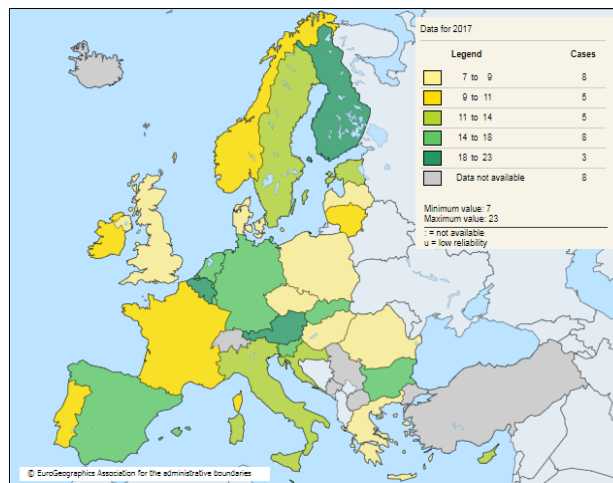 Data for 2017
Legend Cases
7 to 9 8
9 to 11 5
11 to 14 5
14 to 18 8
18 to 23 3
Data not available 8
Minimum value: 7
Maximum value: 23
: = not available
u = low reliability
© EuroGeographics Association for the administrative boundaries